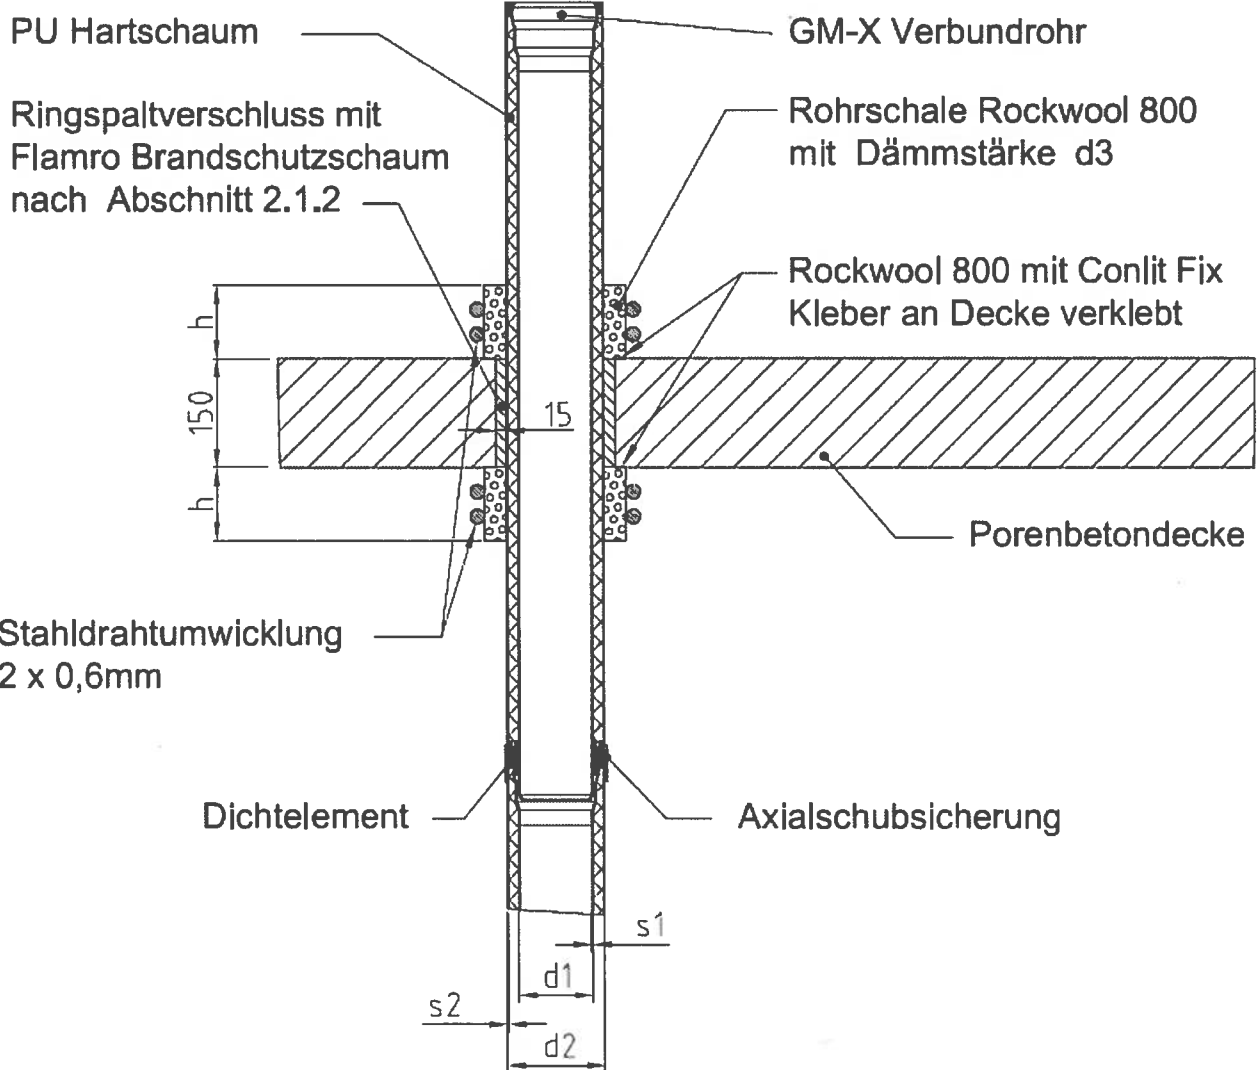 PU Hartschaum
GM-X Verbundrohr
Ringspaltverschluss mit
Flamro Brandschutzschaum
nach Abschnitt 2.1.2
Rohrschale Rockwool 800
mit Dämmstärke d3
Rockwool 800 mit Conlit Fix
Kleber an Decke verklebt
h
150
h
15
Porenbetondecke
Stahldrahtumwicklung
2 x 0,6mm
Dichtelement
Axialschubsicherung
s1
d1
s2
d2